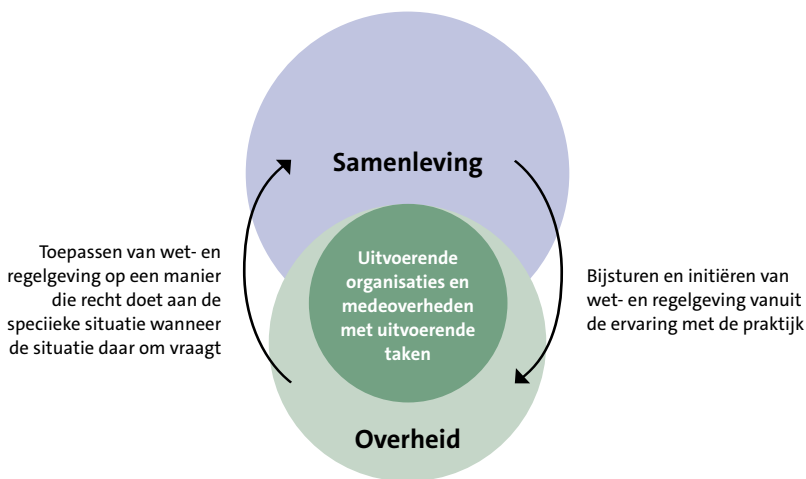 Samenleving
Toepassen van wet- en
regelgeving op een manier
die recht doet aan de
speciieke situatie wanneer
de situatie daar om vraagt
Uitvoerende
organisaties en
medeoverheden
met uitvoerende
taken
Bijsturen en initiëren van
wet- en regelgeving vanuit
de ervaring met de praktijk
Overheid